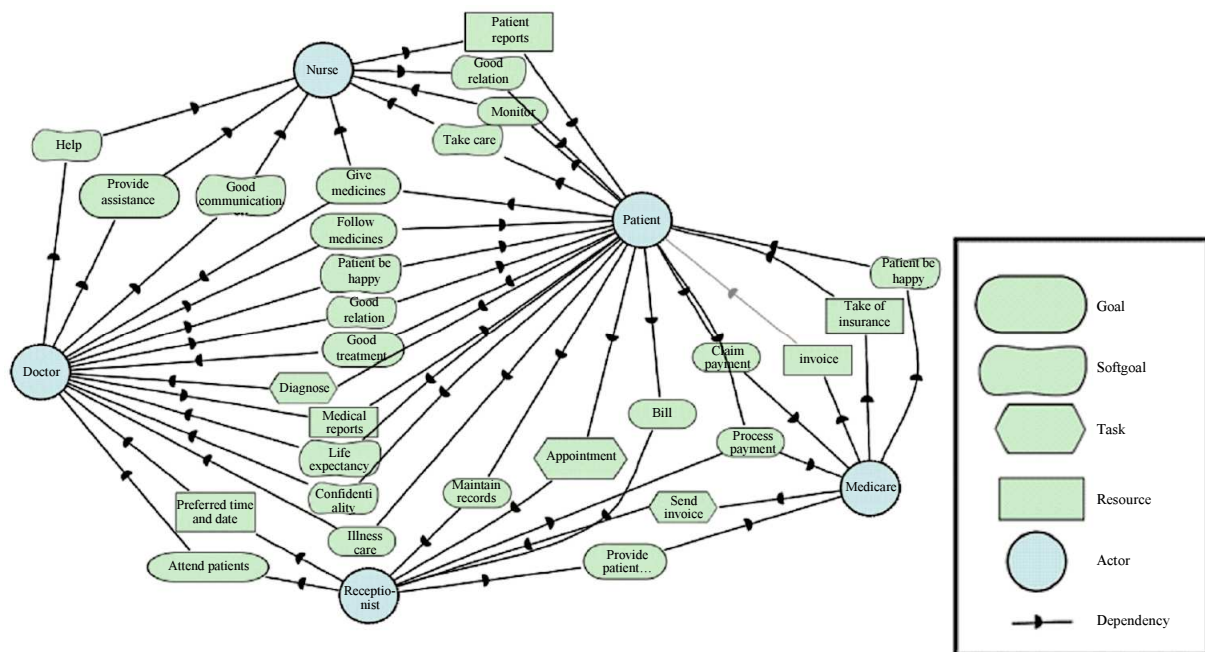 Patient
reports
Nurse
Good
relation
Monitor
Help
Take care
Provide
assistance
Good
communication
Give
medicines
Patient
Follow
medicines
Patient be
happy
Patient be
happy
Good
relation
Take of
insurance
Good
treatment
Claim
payment
invoice
Doctor
Diagnose
Medical
reports
Bill
Life
expectancy
Appointment
Process
payment
Confidenti
ality
Maintain
records
Medicare
Preferred time
and date
Send
invoice
Illness
care
Attend patients
Provide
patient…
Receptio-
nist
Goal
Softgoal
Task
Resource
Actor
Dependency